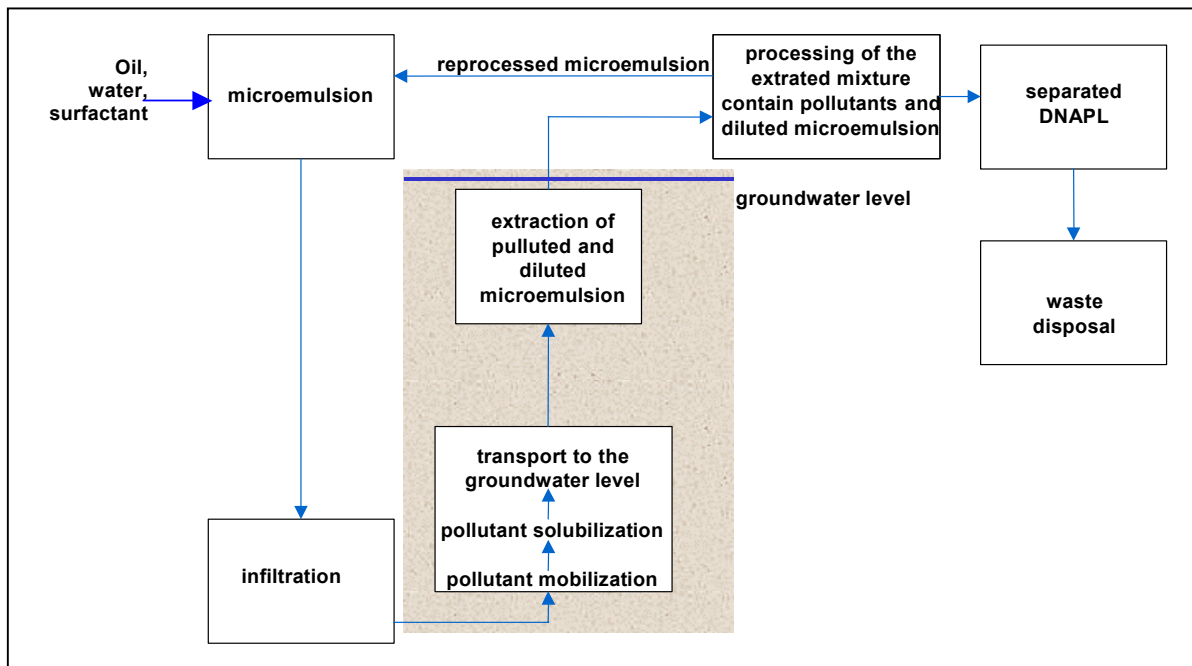 Oil,
water,
surfactant
microemulsion
reprocessed microemulsion
processing of the
extrated mixture
contain pollutants and
diluted microemulsion
separated
DNAPL
groundwater level
extraction of
pulluted and
diluted
microemulsion
waste
disposal
transport to the
groundwater level
pollutant solubilization
pollutant mobilization
infiltration